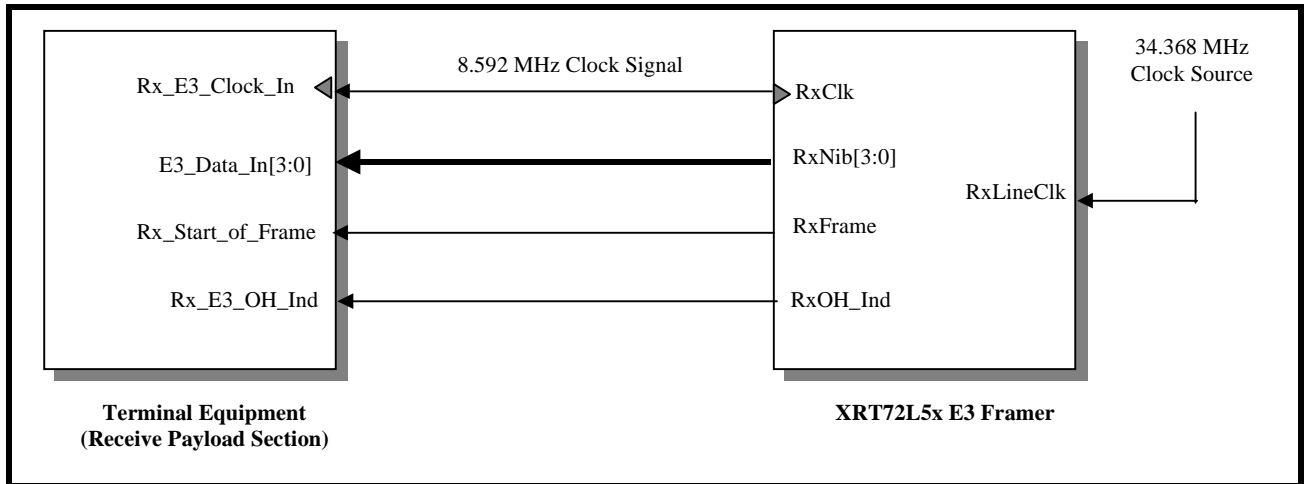 34.368 MHz
Clock Source
8.592 MHz Clock Signal
Rx_E3_Clock_In
RxClk
E3_Data_In[3:0]
RxNib[3:0]
RxLineClk
Rx_Start_of_Frame
RxFrame
Rx_E3_OH_Ind
RxOH_Ind
Terminal Equipment
(Receive Payload Section)
XRT72L5x E3 Framer